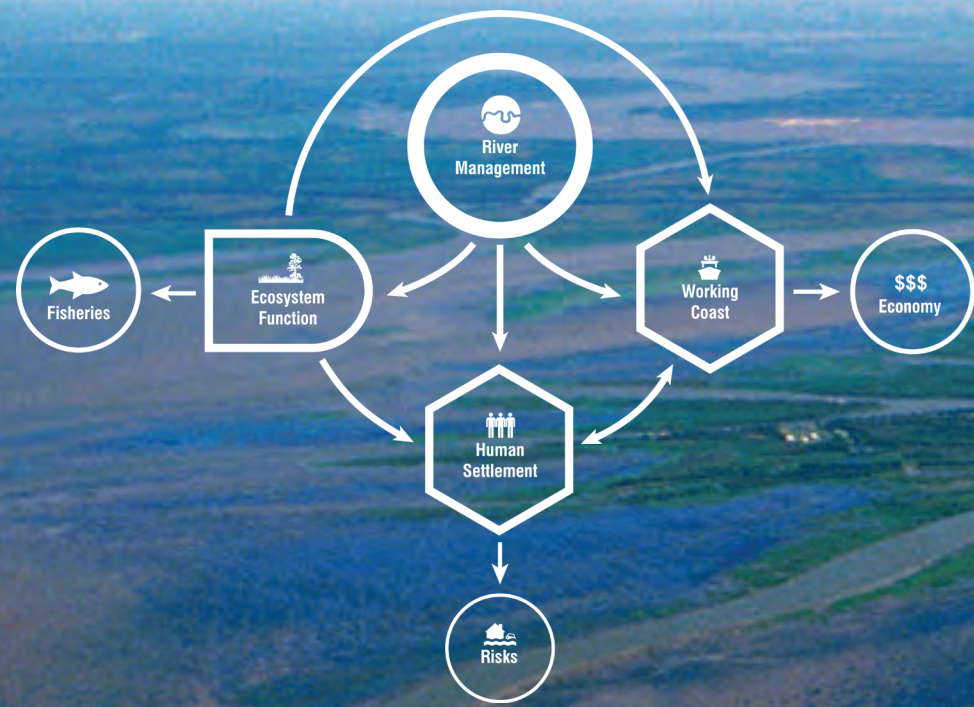 River
Management
Fisheries
Ecosystem
Function
Working
Coast
$$$
Economy
Human
Settlement
Risks